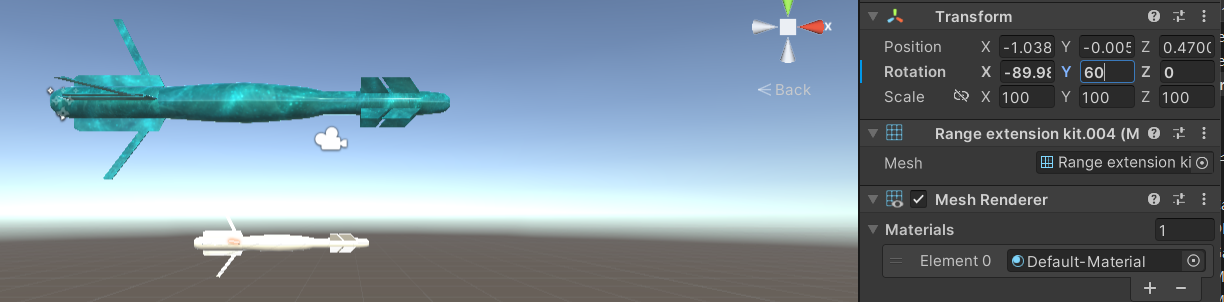 Transform
x
Position X -1.038 Y -0.005 Z 0.470
Rotation X -89.98 Y 60 Z 0
Back
Scale X 100 Y 100 Z 100
Range extension kit.004 (M
Mesh Range extension ki
Mesh Renderer
Materials 1
Element 0 Default-Material